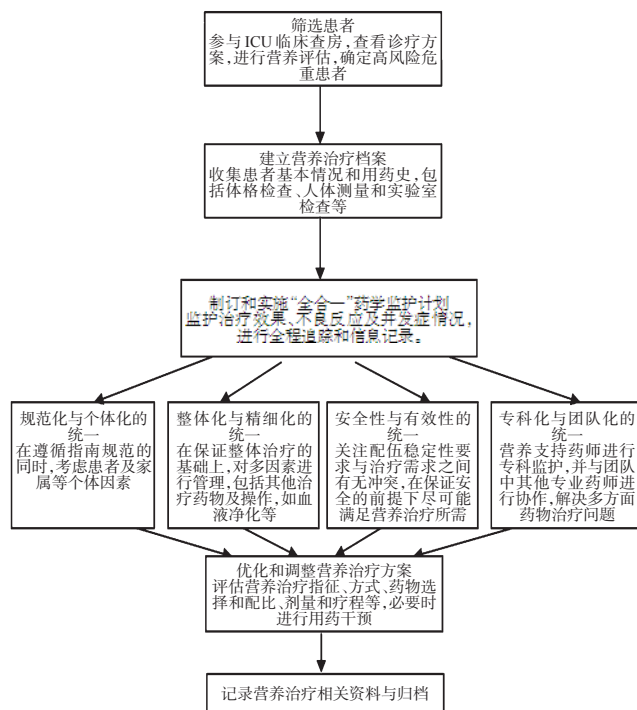 筛选患者
参与ICU临床查房,查看诊疗方
案,进行营养评估,确定高风险危
重患者
建立营养治疗档案
收集患者基本情况和用药史,包
括体格检查、人体测量和实验室
检查等
制订和实施“全合一”药学监护计划
监护治疗效果、不良反应及并发症情况,
进行全程追踪和信息记录。
规范化与个体化的
统一
在遵循指南规范的
同时,考虑患者及家
属等个体因素
整体化与精细化的
统一
在保证整体治疗的
基础上,对多因素进
行管理,包括其他治
疗药物及操作,如血
液净化等
安全性与有效性的
统一
关注配伍稳定性要
求与治疗需求之间
有无冲突,在保证安
全的前提下尽可能
满足营养治疗所需
专科化与团队化的
统一
营养支持药师进行
专科监护,并与团队
中其他专业药师进
行协作,解决多方面
药物治疗问题
优化和调整营养治疗方案
评估营养治疗指征、方式、药物选
择和配比、剂量和疗程等,必要时
进行用药干预
记录营养治疗相关资料与归档